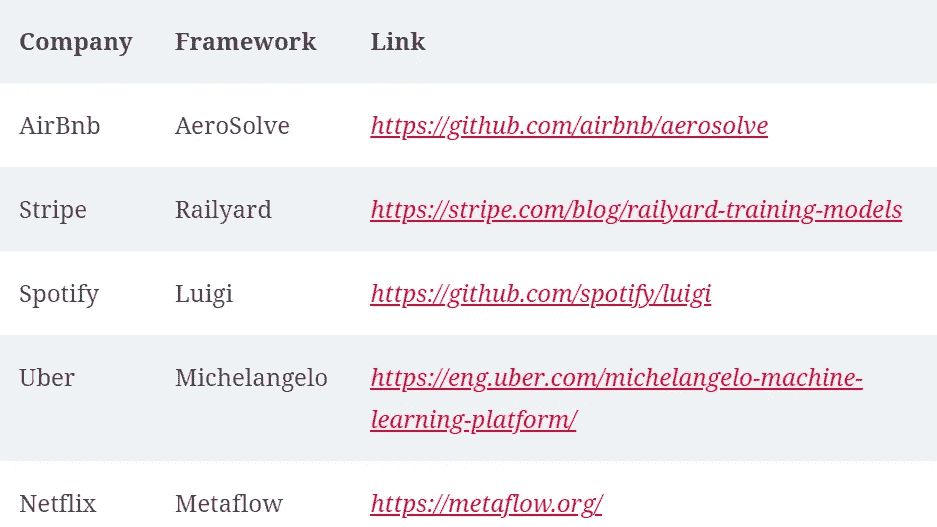 Company Framework Link
AirBnb AeroSolve https://github.com/airbnb/aerosolve
Stripe Railyard https://stripe.com/blog/railyard-training-models
Spotify Luigi https://github.com/spotify/luigi
Uber Michelangelo https://eng.uber.com/michelangelo-machine-
learning-platform/
Netflix Metaflow https://metaflow.org/